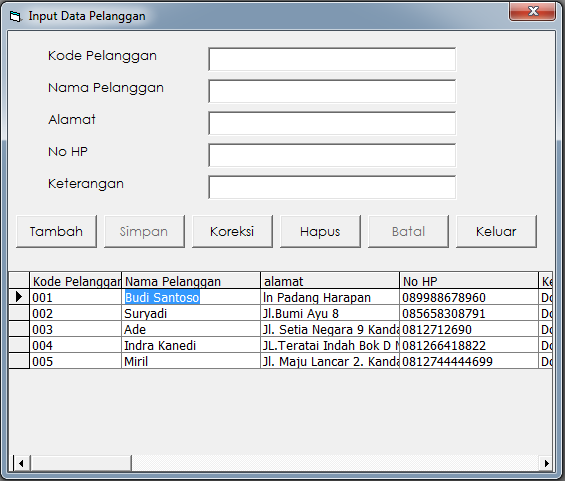 Input Data Pelanggan
Kode Pelanggan
Nama Pelanggan
Alamat
No HP
Keterangan
Tambah Simpan Koreksi Hapus Batal Keluar
Kode Pelanggan Nama Pelanggan alamat No HP Ke
001 Budi Santoso ln Padang Harapan 089988678960 Do
002 Suryadi Jl.Bumi Ayu 8 085658308791 Do
003 Ade Jl. Setia Negara 9 Kanda 0812712690 Do
004 Indra Kanedi JL.Teratai Indah Bok D 081266418822 Do
005 Miril Jl. Maju Lancar 2. Kanda 0812744444699 Do